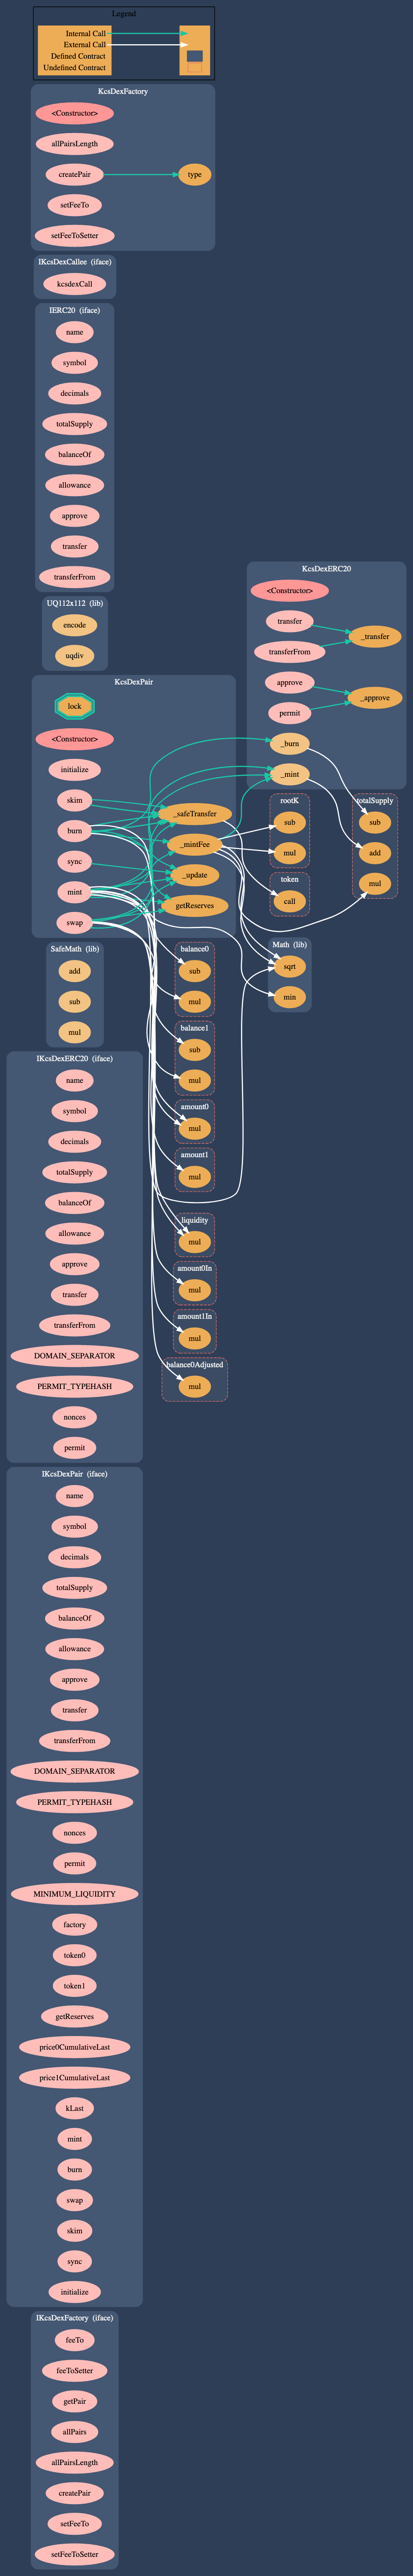 Legend
Internal Call
External Call
Defined Contract
Undefined Contract
KcsDexFactory
<Constructor>
allPairsLength
createPair
type
setFeeTo
setFeeToSetter
IKcsDexCallee (iface)
kcsdexCall
IERC20 (iface)
name
symbol
decimals
totalSupply
balanceOf
allowance
approve
transfer
transferFrom
UQ112x112 (lib)
encode
uqdiv
KcsDexPair
lock
<Constructor>
initialize
skim
burn
sync
mint
swap
_safeTransfer
_mintFee
_update
getReserves
KcsDexERC20
<Constructor>
transfer
transferFrom
approve
permit
_burn
_mint
_transfer
_approve
rootK
sub
mul
token
call
totalSupply
sub
add
mul
Math (lib)
sqrt
min
balance0
sub
mul
balance1
sub
mul
amount0
mul
amount1
mul
liquidity
mul
amount0In
mul
amount1In
mul
balance0Adjusted
mul
SafeMath (lib)
add
sub
mul
IKcsDexERC20 (iface)
name
symbol
decimals
totalSupply
balanceOf
allowance
approve
transfer
transferFrom
DOMAIN_SEPARATOR
PERMIT_TYPEHASH
nonces
permit
IKcsDexPair (iface)
name
symbol
decimals
totalSupply
balanceOf
allowance
approve
transfer
transferFrom
DOMAIN_SEPARATOR
PERMIT_TYPEHASH
nonces
permit
MINIMUM_LIQUIDITY
factory
token0
token1
getReserves
price0CumulativeLast
price1CumulativeLast
kLast
mint
burn
swap
skim
sync
initialize
IKcsDexFactory (iface)
feeTo
feeToSetter
getPair
allPairs
allPairsLength
createPair
setFeeTo
setFeeToSetter